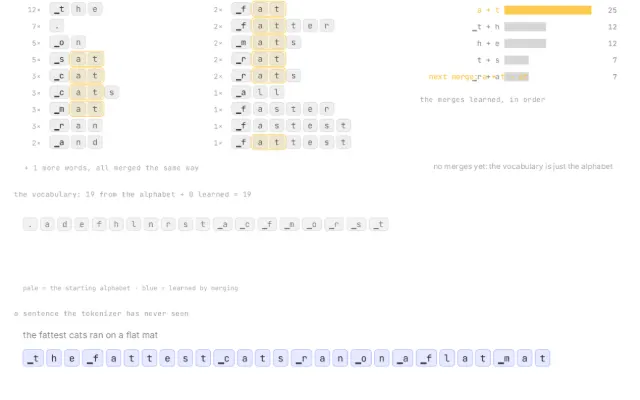 12× _t h e
7× .
5× _o n
5× _s a t
3× _c a t
3× _c a t s
3× _m a t
3× _r a n
2× _a n d
2× _f a t
2× _f a t t e r
2× _m a t s
2× _r a t
2× _r a t s
1× _a l l
1× _f a s t e r
1× _f a s t e s t
1× _f a t t e s t
+ 1 more words, all merged the same way
a + t 25
_t + h 12
h + e 12
t + s 7
_r + a 7
next merge: a + t → at
the merges learned, in order
no merges yet: the vocabulary is just the alphabet
the vocabulary: 19 from the alphabet + 0 learned = 19
. a d e f h l n r s t _a _c _f _m _o _r _s _t
pale = the starting alphabet · blue = learned by merging
a sentence the tokenizer has never seen
the fattest cats ran on a flat mat
_t h e _f a t t e s t _c a t s _r a n _o n _a _f l a t _m a t